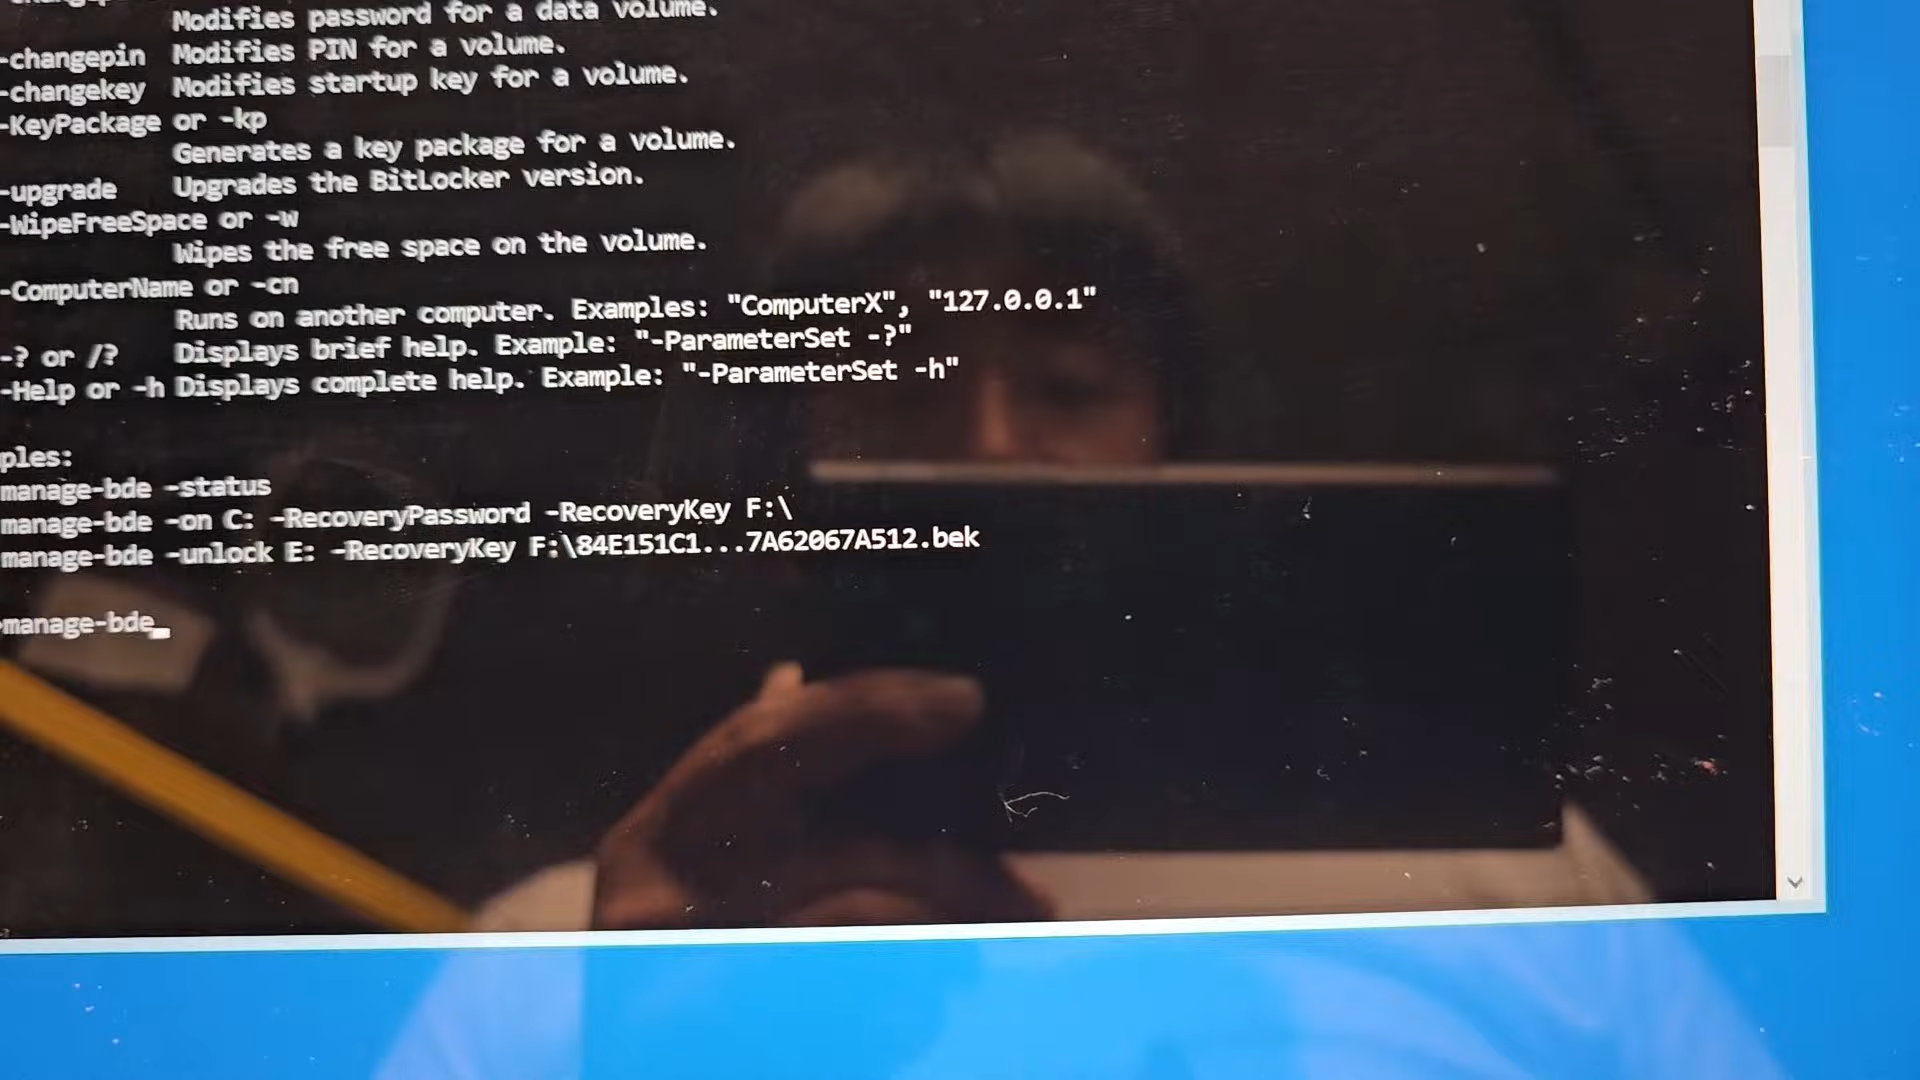 Modifies password for a data volume.
-changepin Modifies PIN for a volume.
-changekey Modifies startup key for a volume.
-KeyPackage or -kp
Generates a key package for a volume.
-upgrade Upgrades the BitLocker version.
-WipeFreeSpace or -w
Wipes the free space on the volume.
-ComputerName or -cn
Runs on another computer. Examples: "ComputerX", "127.0.0.1"
-? or /? Displays brief help. Example: "-ParameterSet -?"
-Help or -h Displays complete help. Example: "-ParameterSet -h"
ples:
manage-bde -status
manage-bde -on C: -RecoveryPassword -RecoveryKey F:\
manage-bde -unlock E: -RecoveryKey F:\84E151C1...7A62067A512.bek
manage-bde